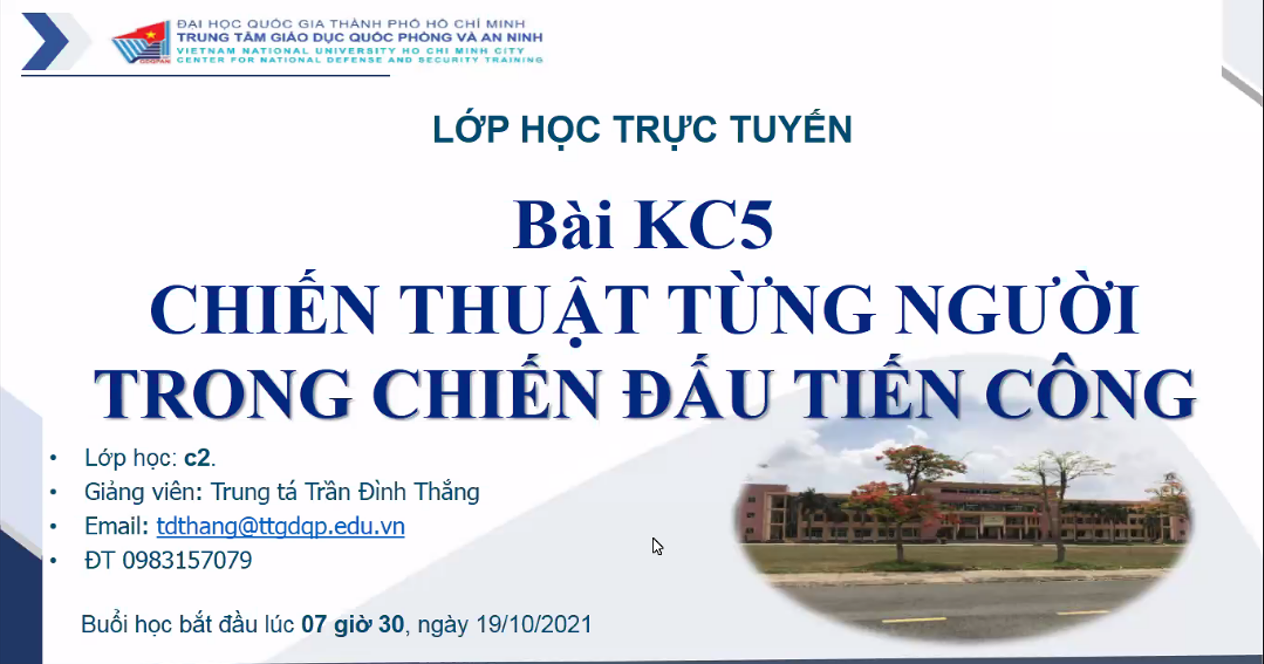 ĐẠI HỌC QUỐC GIA THÀNH PHỐ HỒ CHÍ MINH
TRUNG TÂM GIÁO DỤC QUỐC PHÒNG VÀ AN NINH
VIETNAM NATIONAL UNIVERSITY HO CHI MINH CITY
CENTER FOR NATIONAL DEFENSE AND SECURITY TRAINING
GDQPAN
LỚP HỌC TRỰC TUYẾN
Bài KC5
CHIẾN THUẬT TỪNG NGƯỜI
TRONG CHIẾN ĐẤU TIẾN CÔNG
• Lớp học: c2.
• Giảng viên: Trung tá Trần Đình Thắng
• Email: tdthang@ttgdqp.edu.vn
• ĐT 0983157079
Buổi học bắt đầu lúc 07 giờ 30, ngày 19/10/2021